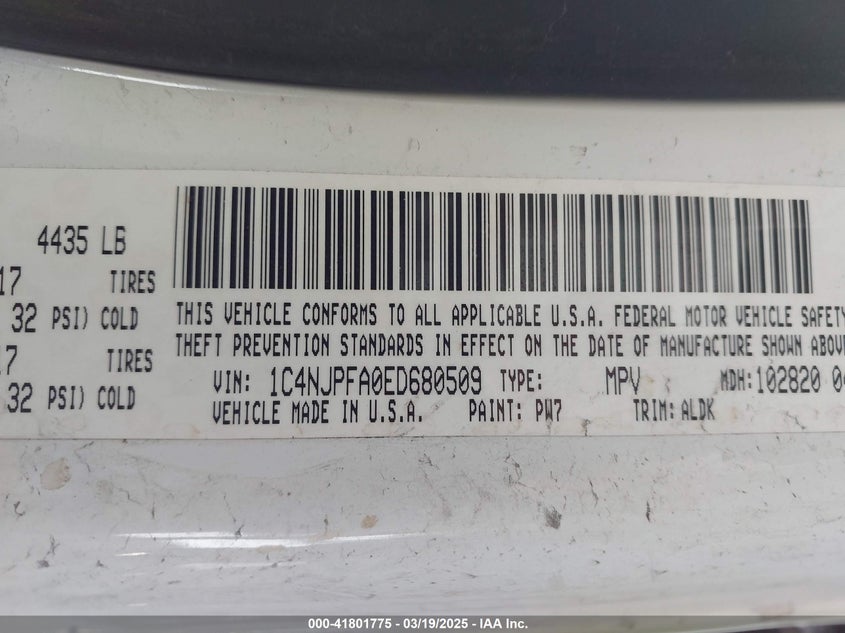 4435 LB
17 TIRES
32 PSI) COLD
17 TIRES
32 PSI) COLD
THIS VEHICLE CONFORMS TO ALL APPLICABLE U.S.A. FEDERAL MOTOR VEHICLE SAFETY
THEFT PREVENTION STANDARDS IN EFFECT ON THE DATE OF MANUFACTURE SHOWN ABOVE
VIN: 1C4NJPFA0ED680509 TYPE: MPV MDH:102820 04
VEHICLE MADE IN U.S.A. PAINT: PW7 TRIM: ALDK
000-41801775 - 03/19/2025 - IAA Inc.